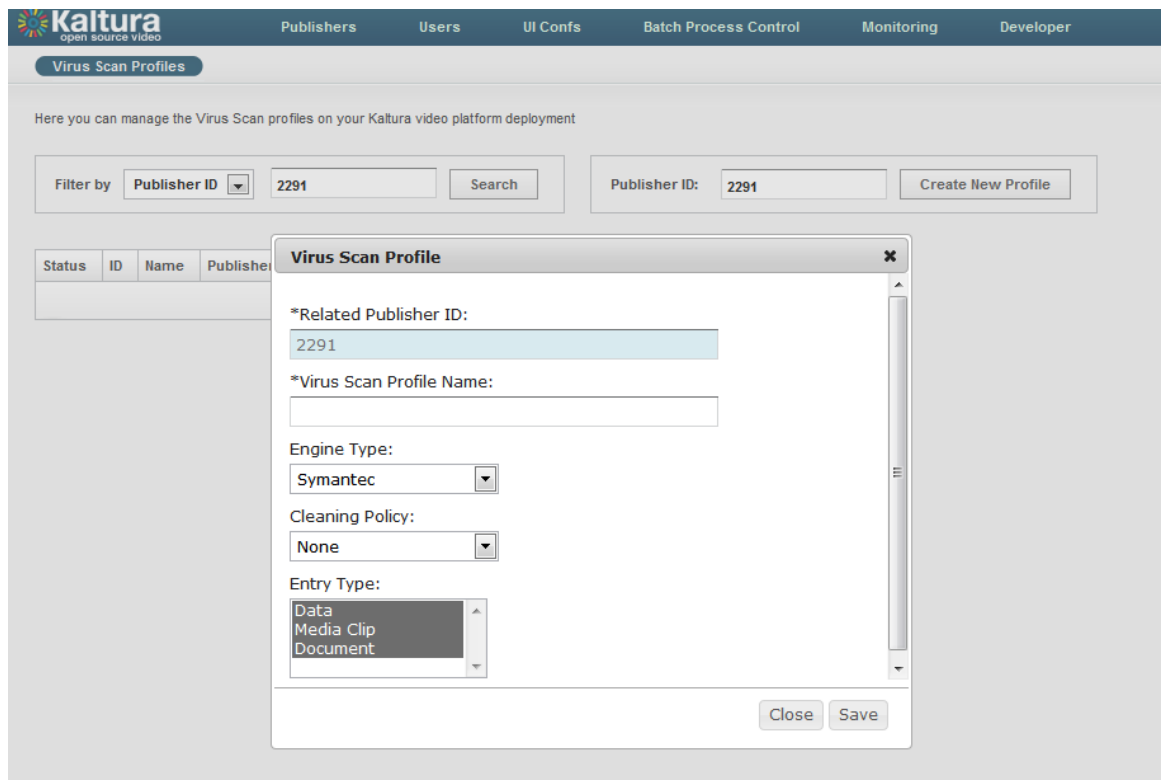 Kaltura
open source video
Publishers Users UI Confs Batch Process Control Monitoring Developer
Virus Scan Profiles
Here you can manage the Virus Scan profiles on your Kaltura video platform deployment
Filter by Publisher ID 2291 Search Publisher ID: 2291 Create New Profile
Status ID Name Publisher
Virus Scan Profile
*Related Publisher ID:
2291
*Virus Scan Profile Name:
Engine Type:
Symantec
Cleaning Policy:
None
Entry Type:
Data
Media Clip
Document
Close Save